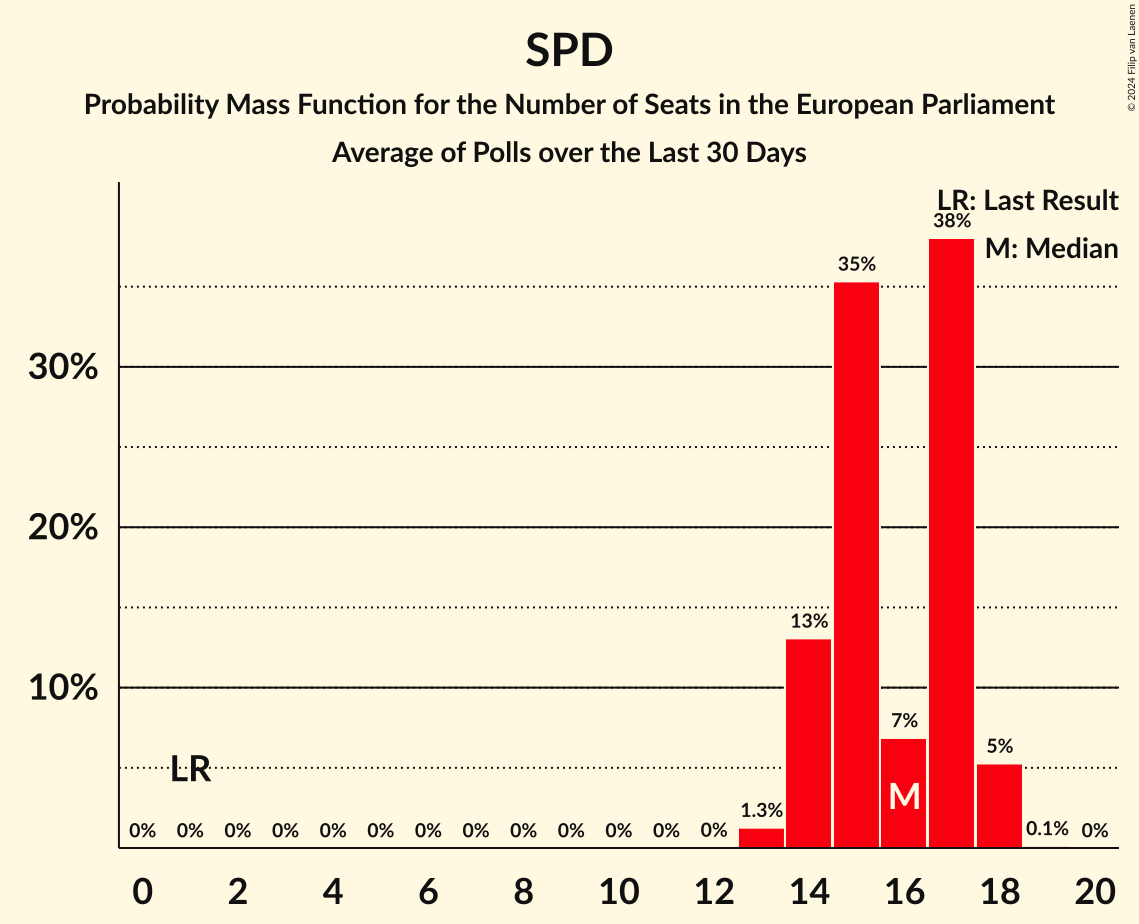 SPD
Probability Mass Function for the Number of Seats in the European Parliament
Average of Polls over the Last 30 Days
© 2024 Filip van Laenen
LR: Last Result
M: Median
38%
35%
30%
20%
13%
10%
7%
5%
LR
M
1.3%
0% 0% 0% 0% 0% 0% 0% 0% 0% 0% 0% 0% 0% 0.1% 0%
0 2 4 6 8 10 12 14 16 18 20